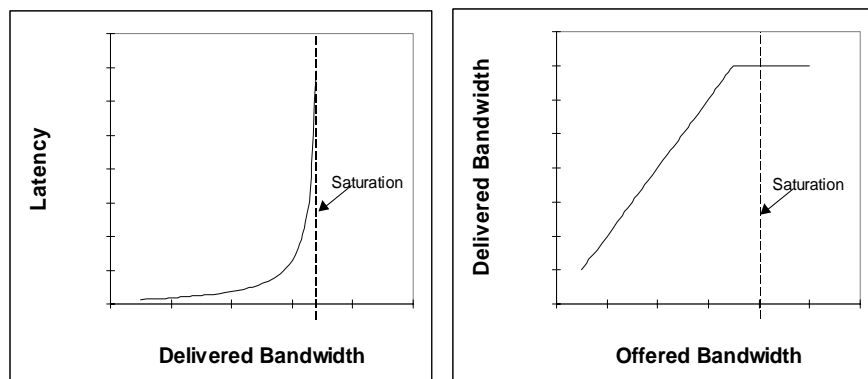 Latency
Saturation
Delivered Bandwidth
Delivered Bandwidth
Saturation
Offered Bandwidth